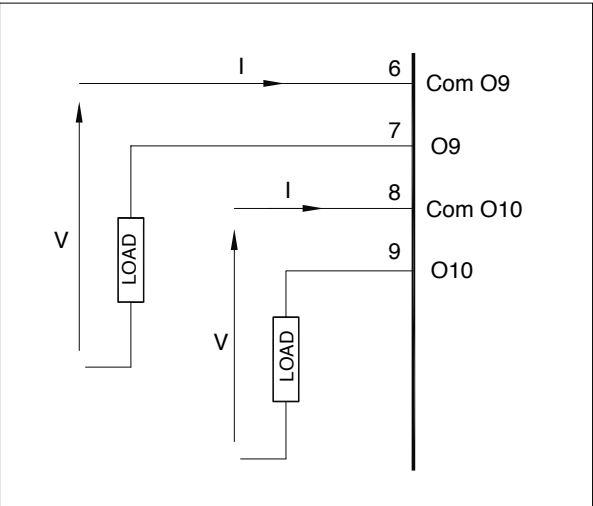 I 6 Com O9
7 O9
I 8 Com O10
V LOAD 9 O10
V LOAD